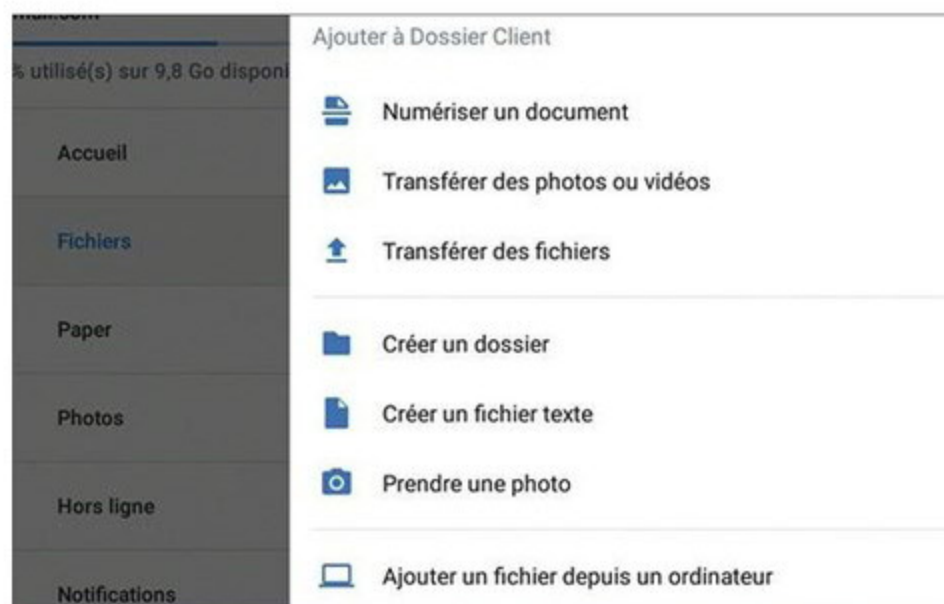 % utilisé(s) sur 9,8 Go disponi
Accueil
Fichiers
Paper
Photos
Hors ligne
Notifications
Ajouter à Dossier Client
Numériser un document
Transférer des photos ou vidéos
Transférer des fichiers
Créer un dossier
Créer un fichier texte
Prendre une photo
Ajouter un fichier depuis un ordinateur